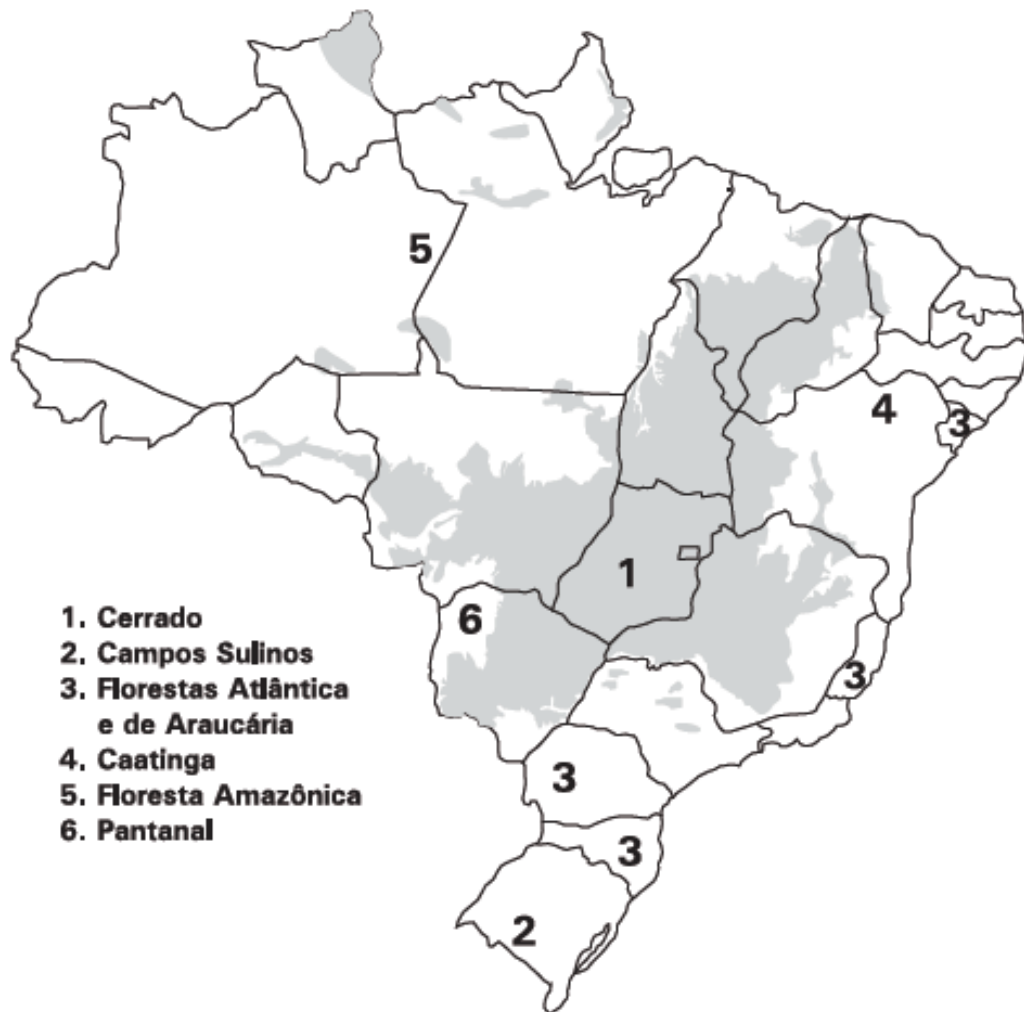 5
4
3
1
6
1. Cerrado
2. Campos Sulinos
3. Florestas Atlântica
e de Araucária
4. Caatinga
5. Floresta Amazônica
6. Pantanal
3
3
3
2